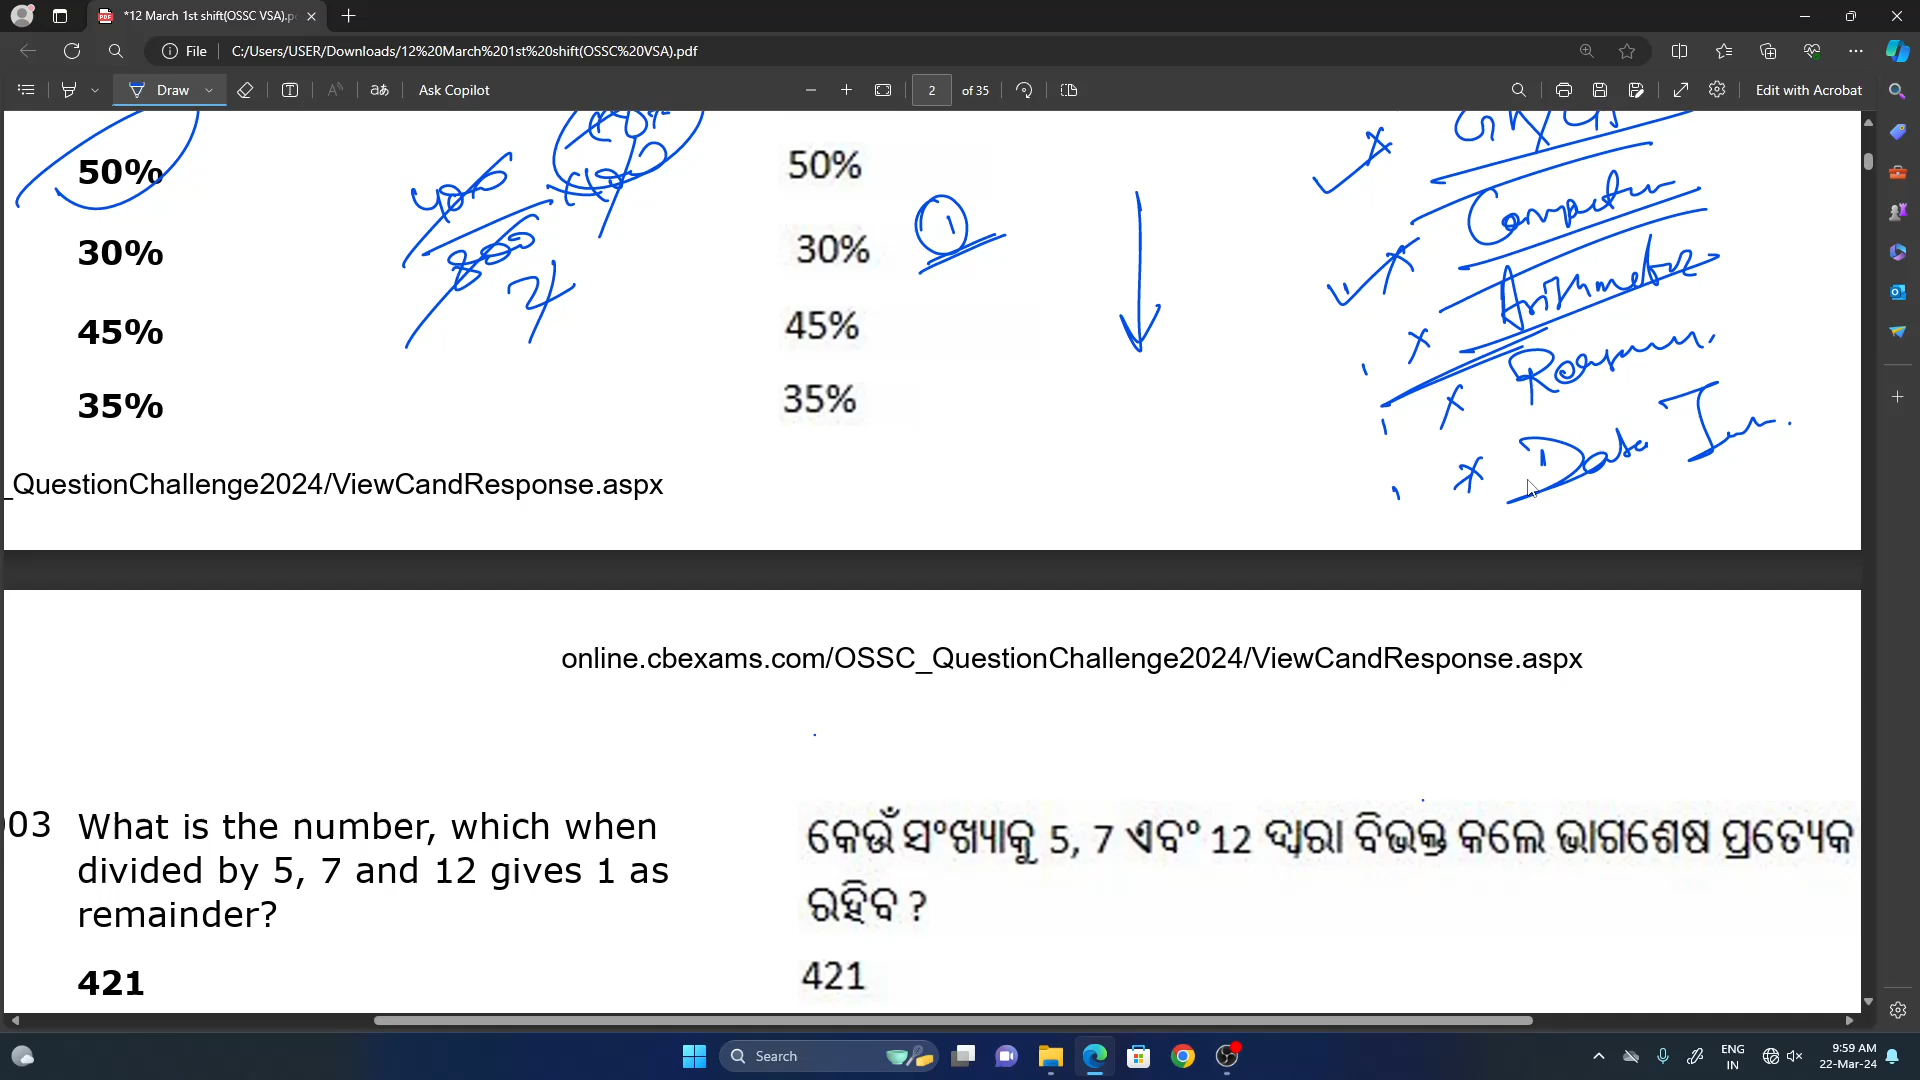 *12 March 1st shift(OSSC VSA).p
File
C:/Users/USER/Downloads/12%20March%201st%20shift(OSSC%20VSA).pdf
Draw
aあ
Ask Copilot
2
of 35
Edit with Acrobat
50%
30%
45%
35%
50%
30%
45%
35%
1
Computer
Arithmetic
Data
_QuestionChallenge2024/ViewCandResponse.aspx
online.cbexams.com/OSSC_QuestionChallenge2024/ViewCandResponse.aspx
03
What is the number, which when
divided by 5, 7 and 12 gives 1 as
remainder?
421
କେଉଁ ସଂଖ୍ୟାକୁ 5, 7 ଏବଂ 12 ଦ୍ୱାରା ବିଭକ୍ତ କଲେ ଭାଗଶେଷ ପ୍ରତ୍ୟେକ
ରହିବ ?
421
Search
ENG
IN
9:59 AM
22-Mar-24